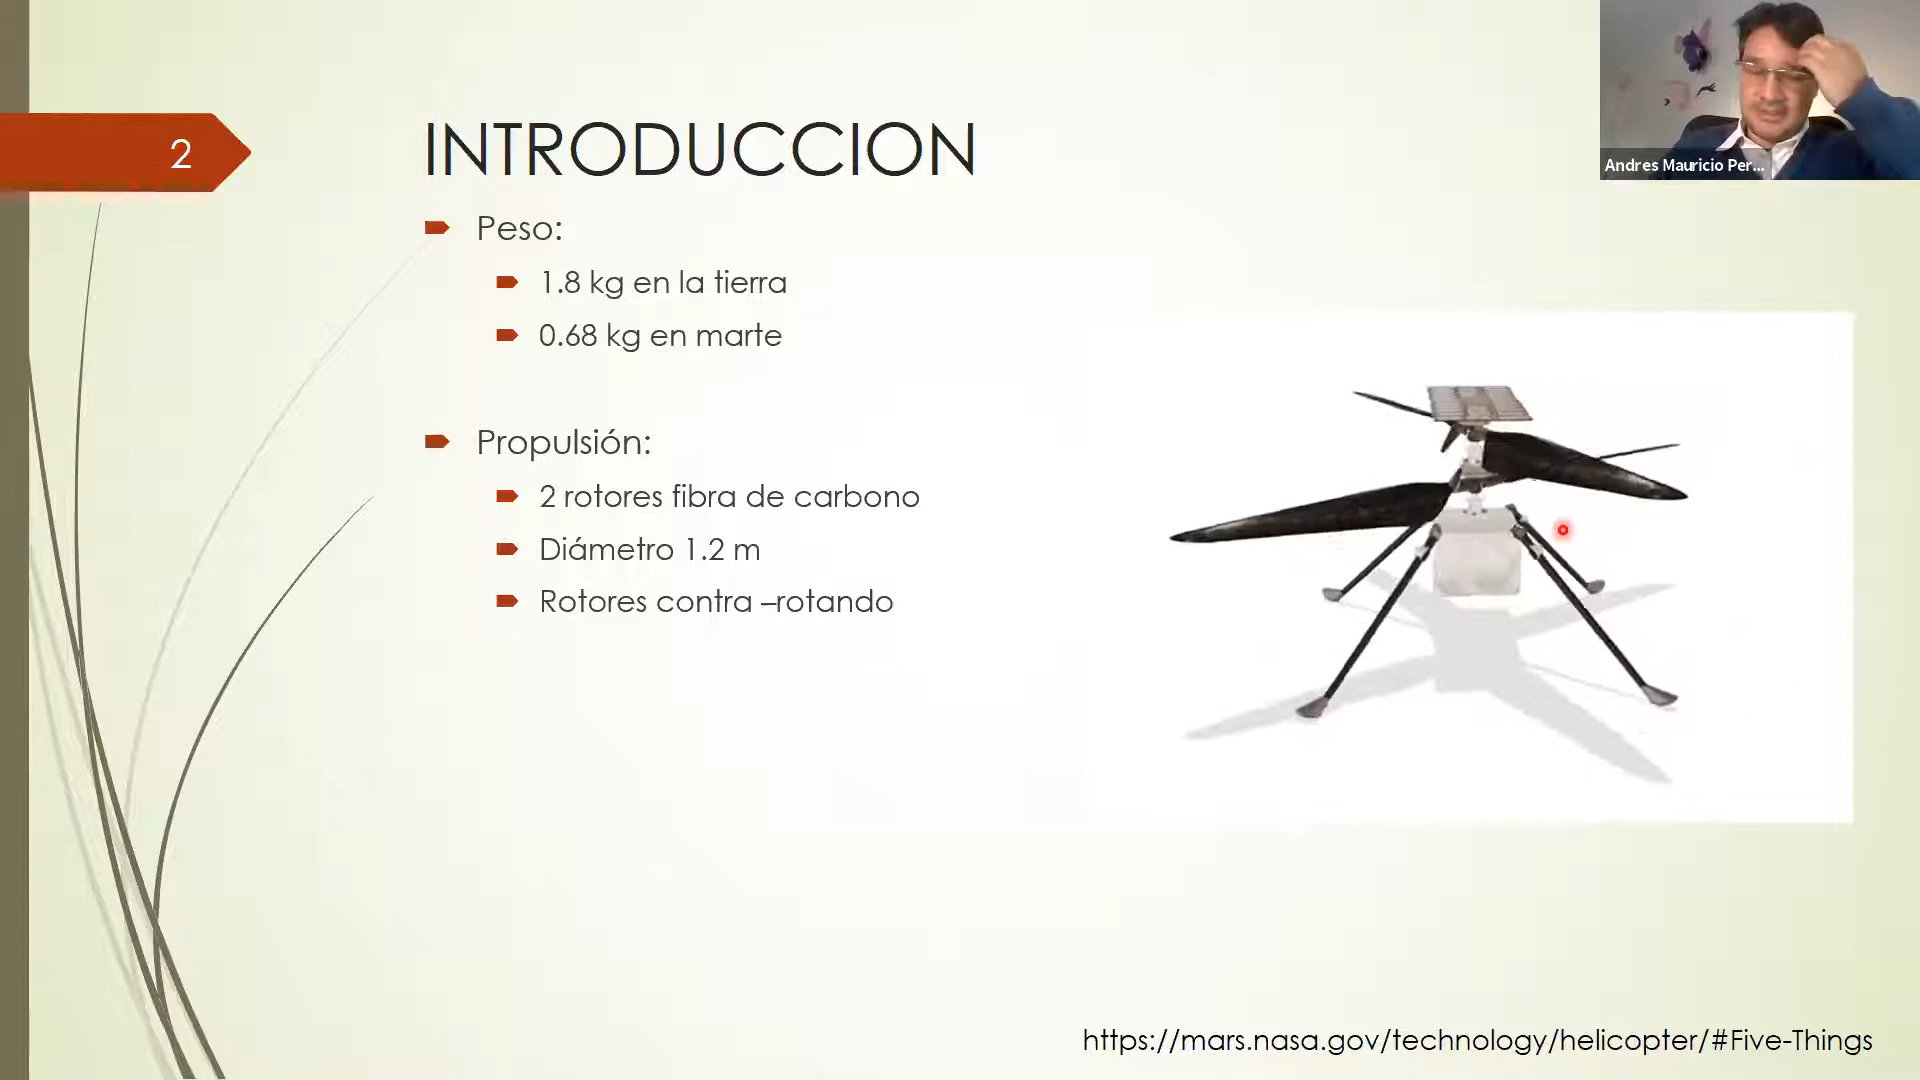 2
INTRODUCCION
Peso:
1.8 kg en la tierra
0.68 kg en marte
Propulsión:
2 rotores fibra de carbono
Diámetro 1.2 m
Rotores contra –rotando
Andres Mauricio Per...
https://mars.nasa.gov/technology/helicopter/#Five-Things